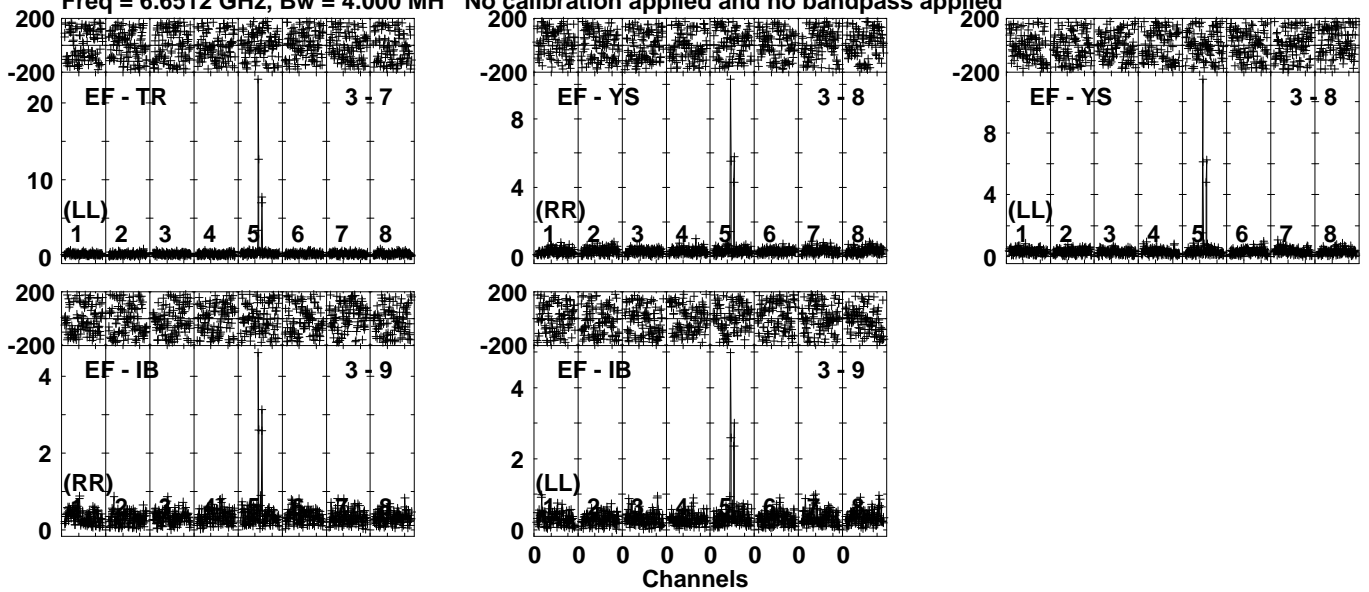 Freq = 6.6512 GHz, Bw = 4.000 MH No calibration applied and no bandpass applied
200
-200
EF - TR 3 - 7
20
10
0
(LL)
1 2 3 4 5 6 7 8
200
-200
EF - YS 3 - 8
8
4
0
(RR)
1 2 3 4 5 6 7 8
200
-200
EF - YS 3 - 8
8
4
0
(LL)
1 2 3 4 5 6 7 8
200
-200
EF - IB 3 - 9
4
2
0
(RR)
1 2 3 4 5 6 7 8
200
-200
EF - IB 3 - 9
4
2
0
(LL)
1 2 3 4 5 6 7 8
0 0 0 0 0 0 0 0
Channels